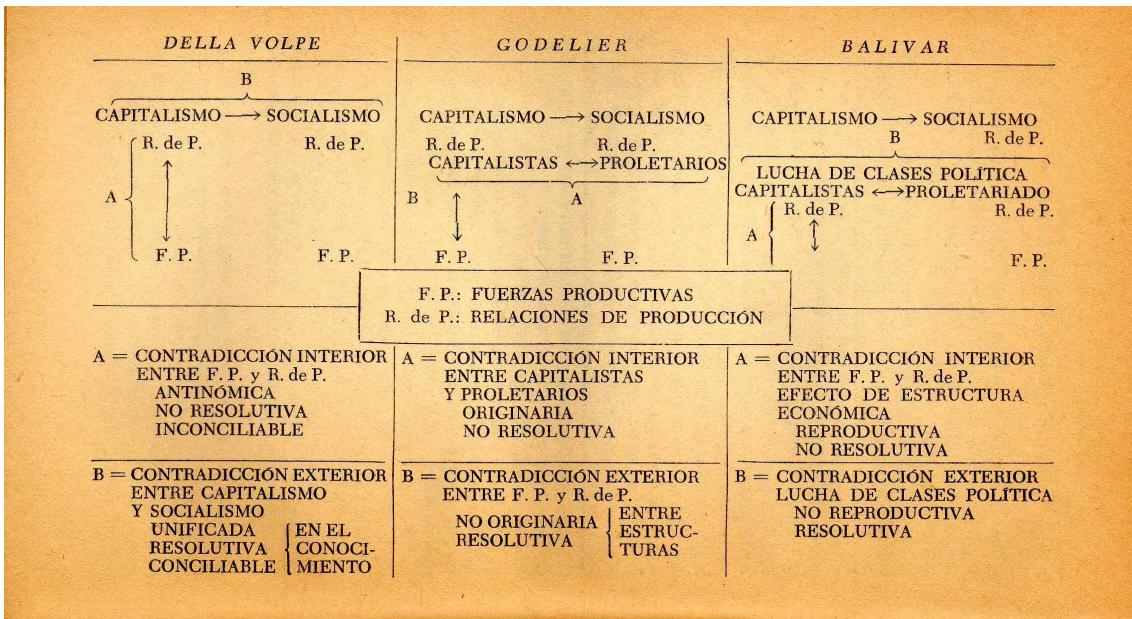 DELLA VOLPE
B
CAPITALISMO → SOCIALISMO
R. de P. R. de P.
A
F. P. F. P.
GODELIER
CAPITALISMO → SOCIALISMO
R. de P. R. de P.
CAPITALISTAS ↔ PROLETARIOS
B A
F. P. F. P.
BALIVAR
CAPITALISMO → SOCIALISMO
B R. de P.
LUCHA DE CLASES POLÍTICA
CAPITALISTAS ↔ PROLETARIADO
R. de P. R. de P.
A
F. P.
F. P.: FUERZAS PRODUCTIVAS
R. de P.: RELACIONES DE PRODUCCIÓN
A = CONTRADICCIÓN INTERIOR
ENTRE F. P. y R. de P.
ANTINÓMICA
NO RESOLUTIVA
INCONCILIABLE
A = CONTRADICCIÓN INTERIOR
ENTRE CAPITALISTAS
Y PROLETARIOS
ORIGINARIA
NO RESOLUTIVA
A = CONTRADICCIÓN INTERIOR
ENTRE F. P. y R. de P.
EFECTO DE ESTRUCTURA
ECONÓMICA
REPRODUCTIVA
NO RESOLUTIVA
B = CONTRADICCIÓN EXTERIOR
ENTRE CAPITALISMO
Y SOCIALISMO
UNIFICADA EN EL
RESOLUTIVA CONOCI-
CONCILIABLE MIENTO
B = CONTRADICCIÓN EXTERIOR
ENTRE F. P. y R. de P.
NO ORIGINARIA ENTRE
RESOLUTIVA ESTRUC-
TURAS
B = CONTRADICCIÓN EXTERIOR
LUCHA DE CLASES POLÍTICA
NO REPRODUCTIVA
RESOLUTIVA